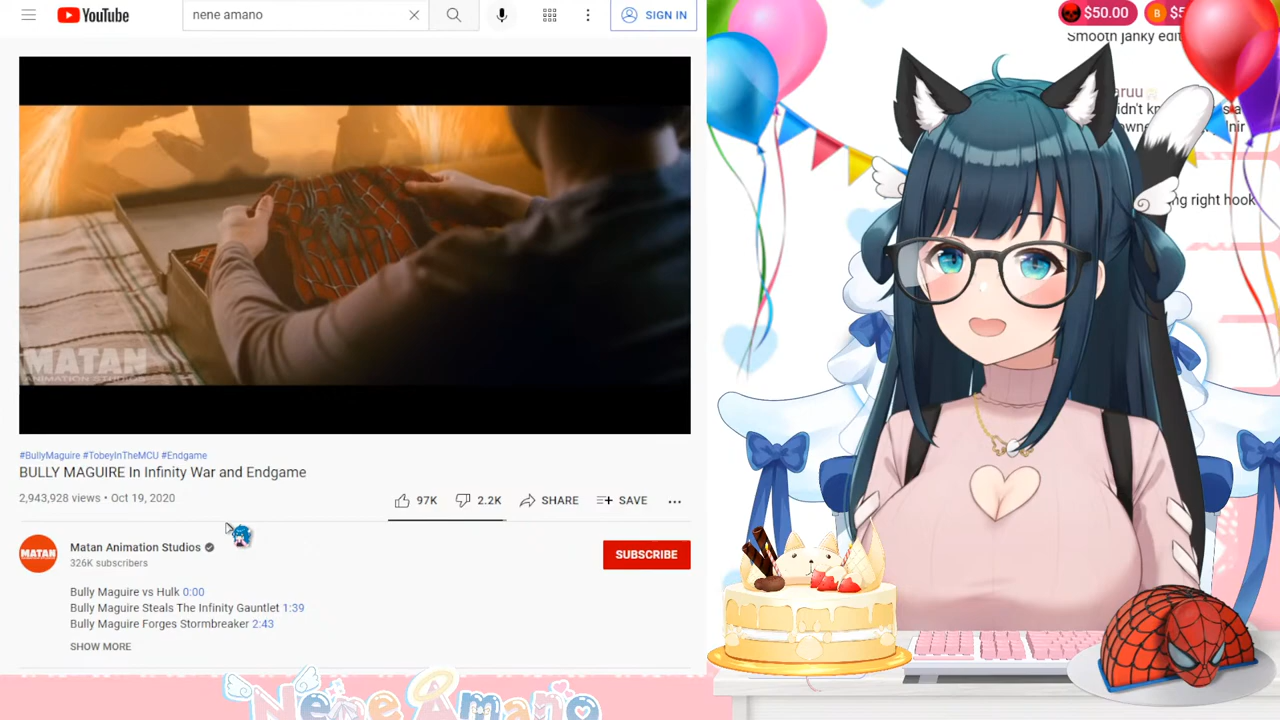 YouTube
nene amano
SIGN IN
MATAN
ANIMATION STUDIOS
#BullyMaguire #TobeyInTheMCU #Endgame
BULLY MAGUIRE In Infinity War and Endgame
2,943,928 views • Oct 19, 2020
97K
2.2K
SHARE
SAVE
MATAN
Matan Animation Studios
326K subscribers
SUBSCRIBE
Bully Maguire vs Hulk 0:00
Bully Maguire Steals The Infinity Gauntlet 1:39
Bully Maguire Forges Stormbreaker 2:43
SHOW MORE
Nene Amano
$50.00
B
Smooth janky
right hook